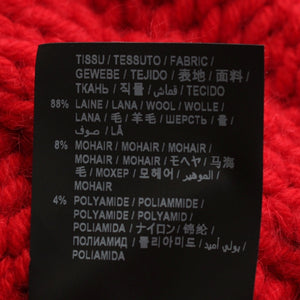 TISSU / TESSUTO / FABRIC /
GEWEBE / TEJIDO / 表地 / 面料 /
ТКАНЬ / قماش / TECIDO
88% LAINE / LANA / WOOL / WOLLE /
LANA / 毛 / 羊毛 / ШЕРСТЬ / 울
/ صوف / LÃ
8% MOHAIR / MOHAIR / MOHAIR /
MOHAIR / MOHAIR / モヘヤ / 马海
毛 / МОХЕР / 모헤어 / الموهير /
MOHAIR
4% POLYAMIDE / POLIAMMIDE /
POLYAMIDE / POLYAMID /
POLIAMIDA / ナイロン / 锦纶 /
ПОЛИАМИД / 폴리아미드 / بولي أميد /
POLIAMIDA